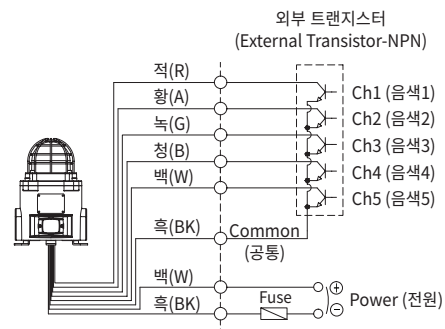 외부 트랜지스터
(External Transistor-NPN)
적(R)
황(A)
녹(G)
청(B)
백(W)
Ch1 (음색1)
Ch2 (음색2)
Ch3 (음색3)
Ch4 (음색4)
Ch5 (음색5)
흑(BK)
Common
(공통)
백(W)
흑(BK)
Fuse
⊕
⊖
Power (전원)